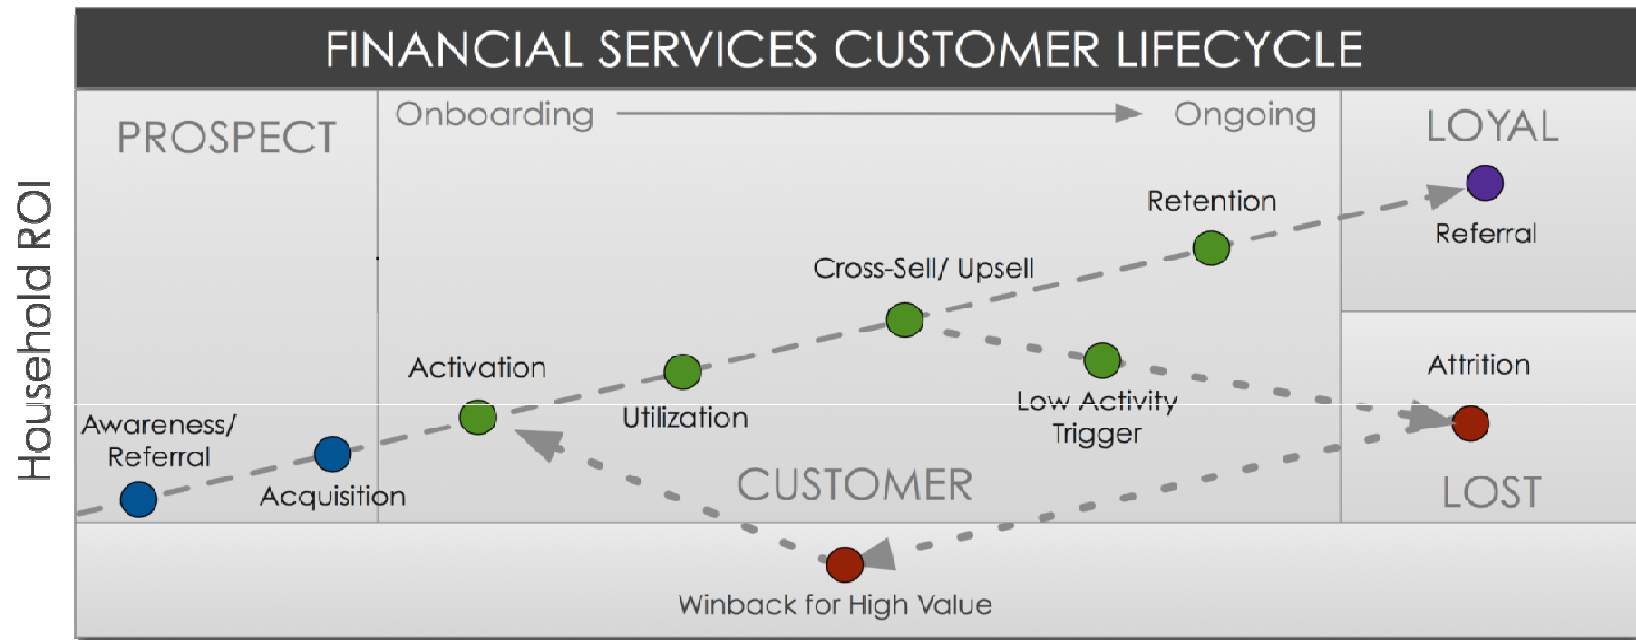 FINANCIAL SERVICES CUSTOMER LIFECYCLE
Household ROI
PROSPECT
Onboarding
Ongoing
LOYAL
Retention
Referral
Cross-Sell/ Upsell
Activation
Attrition
Utilization
Low Activity
Trigger
Awareness/
Referral
Acquisition
CUSTOMER
LOST
Winback for High Value